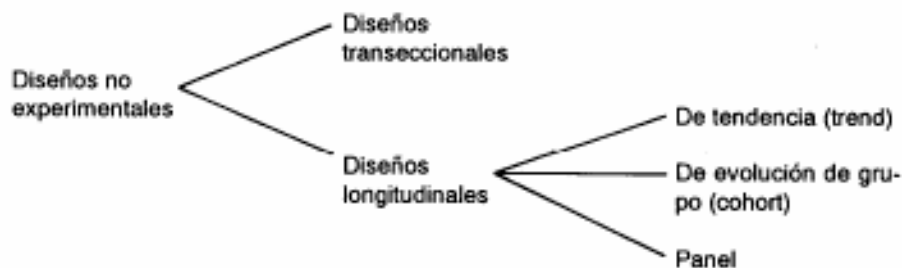 Diseños
transeccionales
Diseños no
experimentales
De tendencia (trend)
Diseños
longitudinales
De evolución de gru-
po (cohort)
Panel